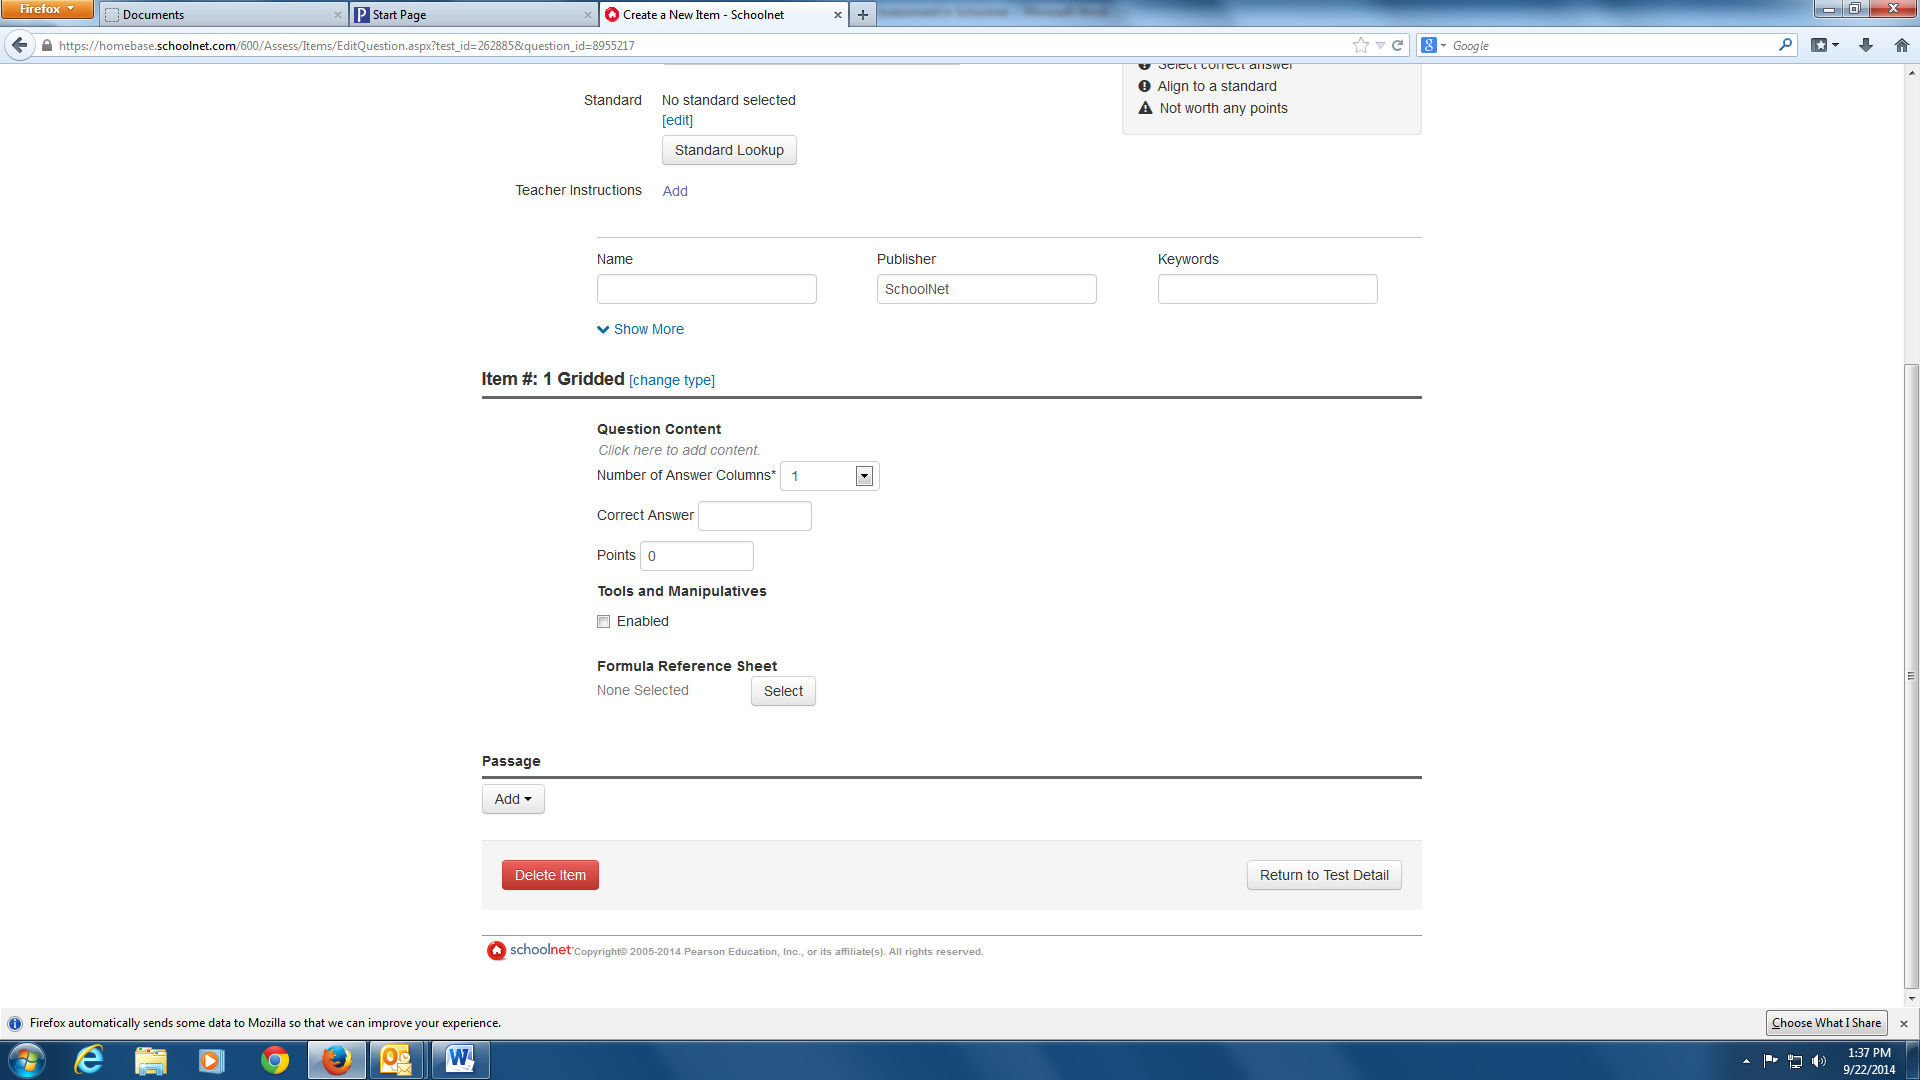 Firefox
Documents
Start Page
Create a New Item - Schoolnet
Assessment in Schoolnet - Microsoft Word
https://homebase.schoolnet.com/600/Assess/Items/EditQuestion.aspx?test_id=262885&question_id=8955217
Google
Select correct answer
Align to a standard
Not worth any points
Standard
No standard selected
[edit]
Standard Lookup
Teacher Instructions
Add
Name
Publisher
Keywords
SchoolNet
Show More
Item #: 1 Gridded [change type]
Question Content
Click here to add content.
Number of Answer Columns* 1
Correct Answer
Points 0
Tools and Manipulatives
Enabled
Formula Reference Sheet
None Selected
Select
Passage
Add
Delete Item
Return to Test Detail
schoolnet Copyright© 2005-2014 Pearson Education, Inc., or its affiliate(s). All rights reserved.
Firefox automatically sends some data to Mozilla so that we can improve your experience.
Choose What I Share
1:37 PM
9/22/2014